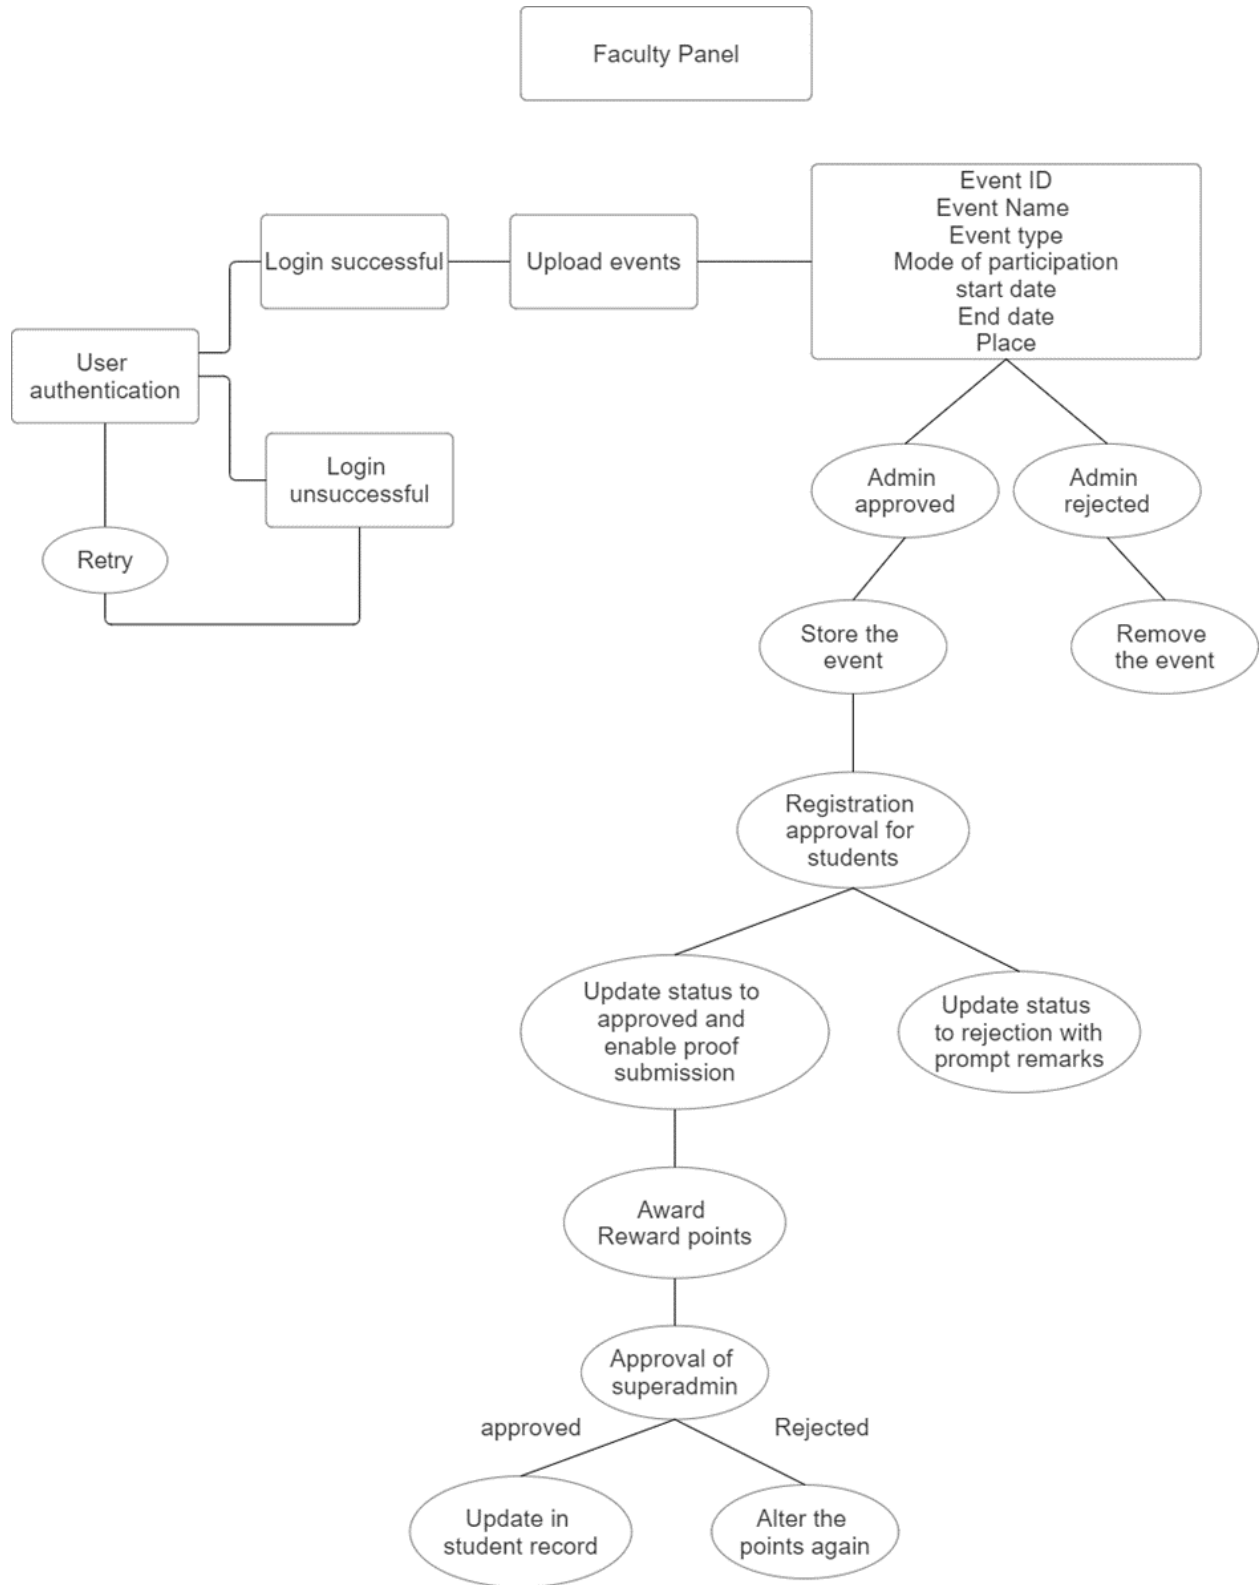 Faculty Panel
Event ID
Event Name
Event type
Mode of participation
start date
End date
Place
Login successful
Upload events
User
authentication
Login
unsuccessful
Retry
Admin
approved
Admin
rejected
Store the
event
Remove
the event
Registration
approval for
students
Update status to
approved and
enable proof
submission
Update status
to rejection with
prompt remarks
Award
Reward points
Approval of
superadmin
approved
Rejected
Update in
student record
Alter the
points again